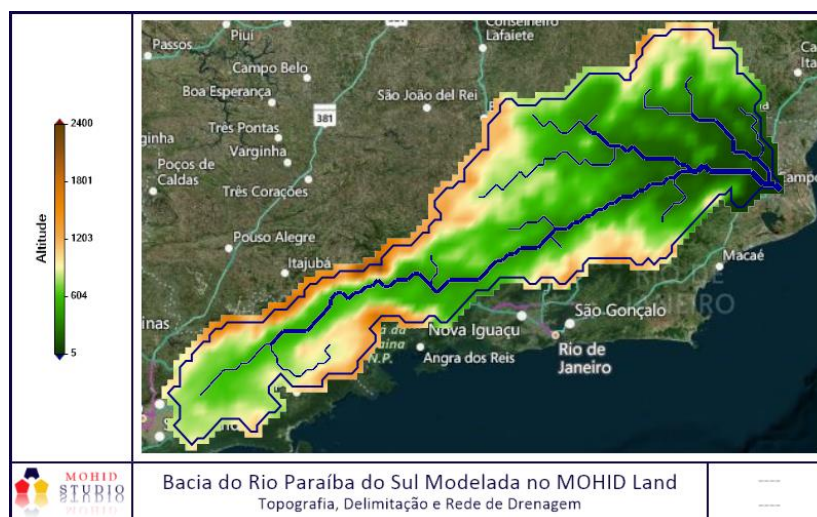 Passos
Piuí
381
Conselheiro
Lafaiete
Campo Belo
Boa Esperança
São João del Rei
Três Pontas
Varginha
Poços de
Caldas
Três Corações
Pouso Alegre
Itajubá
Macaé
São Gonçalo
Nova Iguaçu
Rio de
Janeiro
Angra dos Reis
N.P.
Altitude
2400
1801
1203
604
5
MOHID
STUDIO
Bacia do Rio Paraíba do Sul Modelada no MOHID Land
Topografia, Delimitação e Rede de Drenagem
----
----